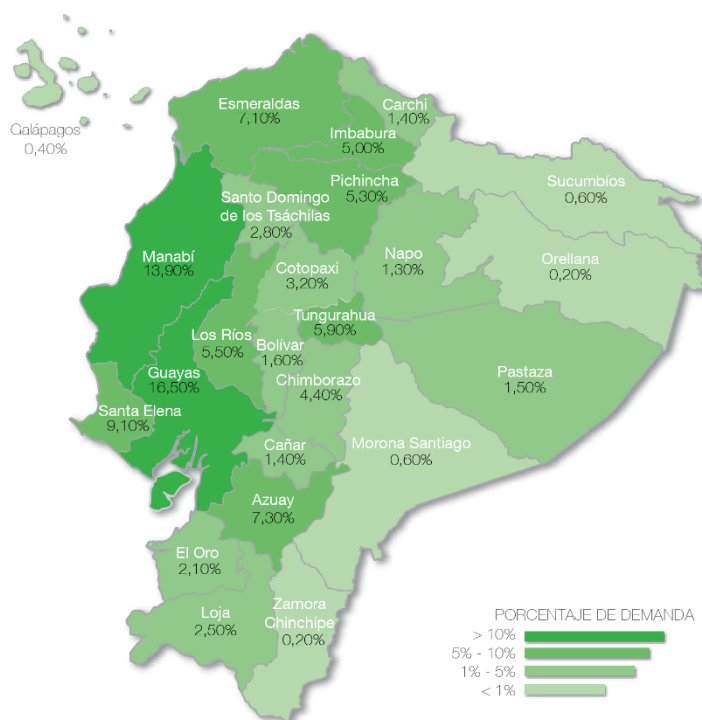 Esmeraldas
7,10%
Carchi
1,40%
Galápagos
0,40%
Imbabura
5,00%
Pichincha
5,30%
Sucumbíos
0,60%
Santo Domingo
de los Tsáchilas
2,80%
Manabí
13,90%
Cotopaxi
3,20%
Napo
1,30%
Orellana
0,20%
Tungurahua
5,90%
Los Ríos
5,50%
Bolívar
1,60%
Guayas
16,50%
Chimborazo
4,40%
Pastaza
1,50%
Santa Elena
9,10%
Cañar
1,40%
Morona Santiago
0,60%
Azuay
7,30%
El Oro
2,10%
Loja
2,50%
Zamora
Chinchipe
0,20%
PORCENTAJE DE DEMANDA
> 10%
5% - 10%
1% - 5%
< 1%